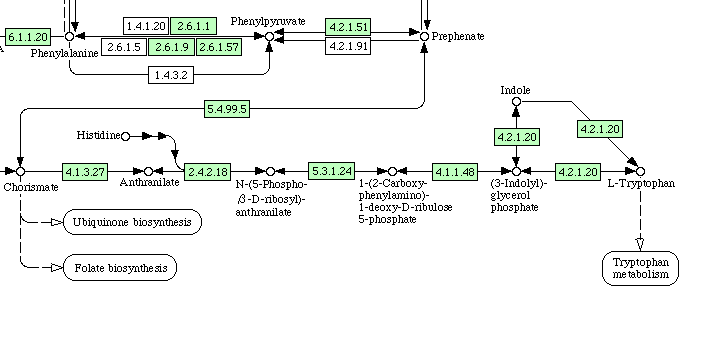 Phenylpyruvate
1.4.1.20 2.6.1.1 4.2.1.51
6.1.1.20 Prephenate
2.6.1.5 2.6.1.9 2.6.1.57 4.2.1.91
Phenylalanine
1.4.3.2
5.4.99.5 Indole
Histidine 4.2.1.20 4.2.1.20
4.1.3.27 2.4.2.18 5.3.1.24 4.1.1.48 4.2.1.20
Chorismate Anthranilate N-(5-Phospho- 1-(2-Carboxy- (3-Indolyl)- L-Tryptophan
β-D-ribosyl)- phenylamino)- glycerol
anthranilate 1-deoxy-D-ribulose phosphate
5-phosphate
Ubiquinone biosynthesis
Folate biosynthesis
Tryptophan
metabolism